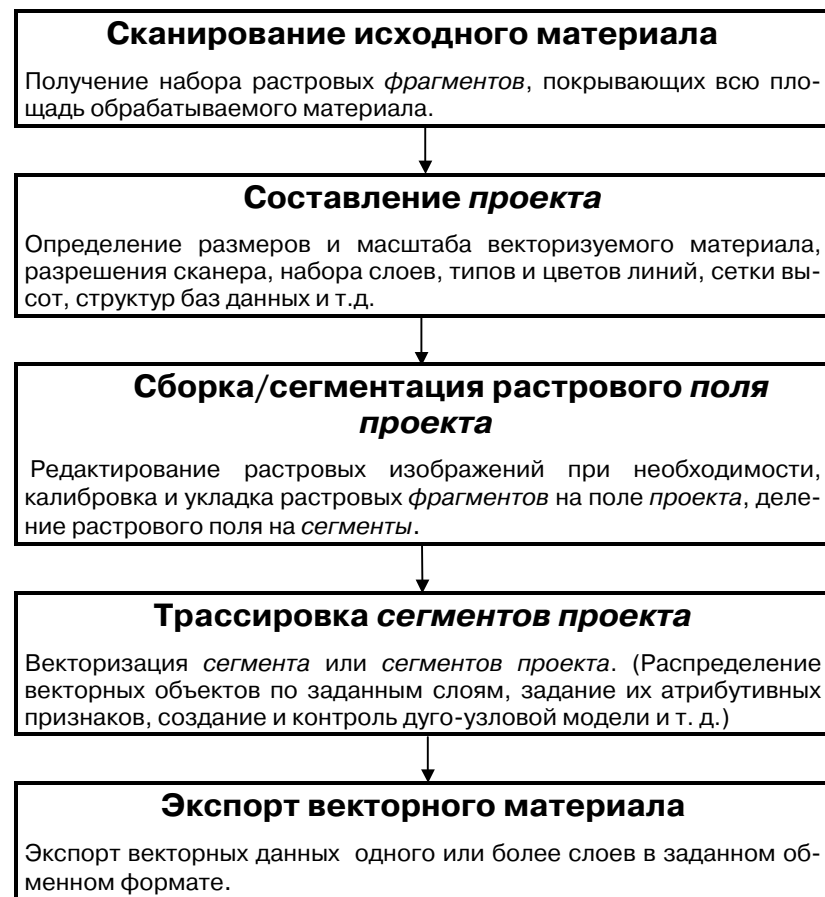 Сканирование исходного материала
Получение набора растровых фрагментов, покрывающих всю пло-
щадь обрабатываемого материала.
Составление проекта
Определение размеров и масштаба векторизуемого материала,
разрешения сканера, набора слоев, типов и цветов линий, сетки вы-
сот, структур баз данных и т.д.
Сборка/сегментация растрового поля
проекта
Редактирование растровых изображений при необходимости,
калибровка и укладка растровых фрагментов на поле проекта, деле-
ние растрового поля на сегменты.
Трассировка сегментов проекта
Векторизация сегмента или сегментов проекта. (Распределение
векторных объектов по заданным слоям, задание их атрибутивных
признаков, создание и контроль дуго-узловой модели и т. д.)
Экспорт векторного материала
Экспорт векторных данных одного или более слоев в заданном об-
менном формате.